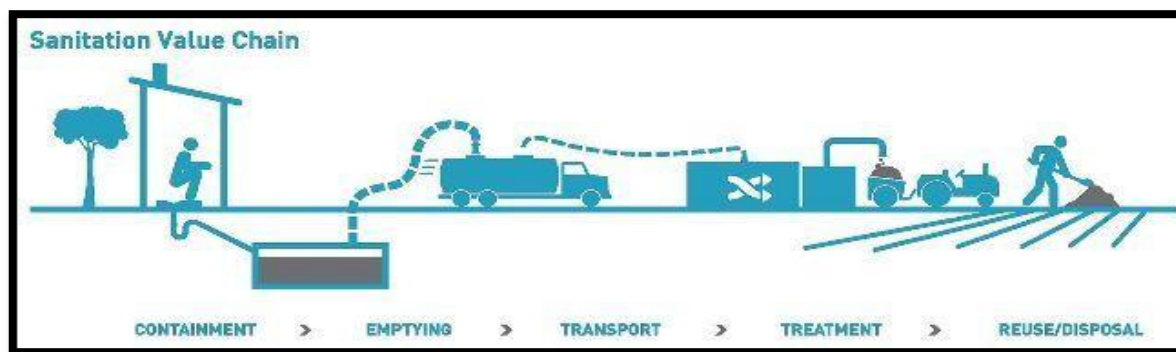 Sanitation Value Chain
CONTAINMENT > EMPTYING > TRANSPORT > TREATMENT > REUSE/DISPOSAL